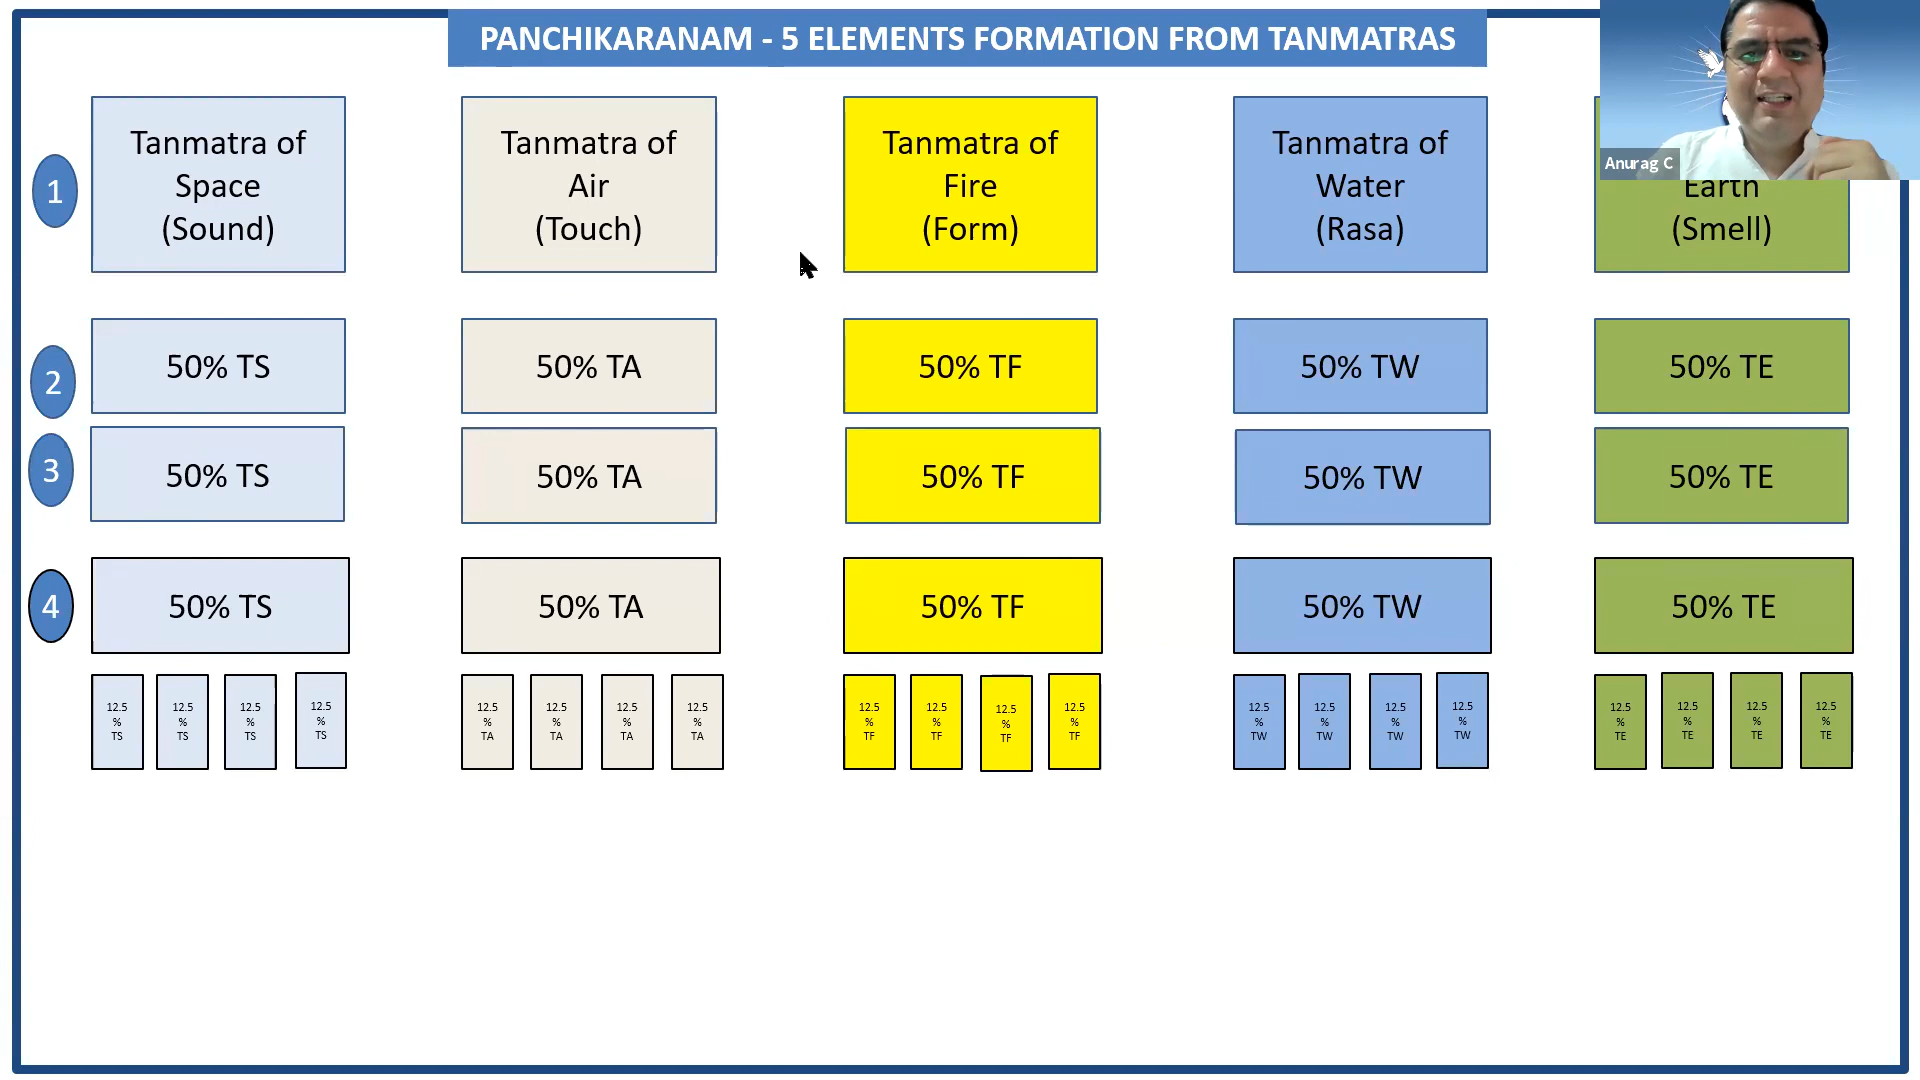 PANCHIKARANAM - 5 ELEMENTS FORMATION FROM TANMATRAS
Anurag C
1
Tanmatra of
Space
(Sound)
Tanmatra of
Air
(Touch)
Tanmatra of
Fire
(Form)
Tanmatra of
Water
(Rasa)
Earth
(Smell)
2
50% TS
50% TA
50% TF
50% TW
50% TE
3
50% TS
50% TA
50% TF
50% TW
50% TE
4
50% TS
50% TA
50% TF
50% TW
50% TE
12.5
%
TS
12.5
%
TS
12.5
%
TS
12.5
%
TS
12.5
%
TA
12.5
%
TA
12.5
%
TA
12.5
%
TA
12.5
%
TF
12.5
%
TF
12.5
%
TF
12.5
%
TF
12.5
%
TW
12.5
%
TW
12.5
%
TW
12.5
%
TW
12.5
%
TE
12.5
%
TE
12.5
%
TE
12.5
%
TE